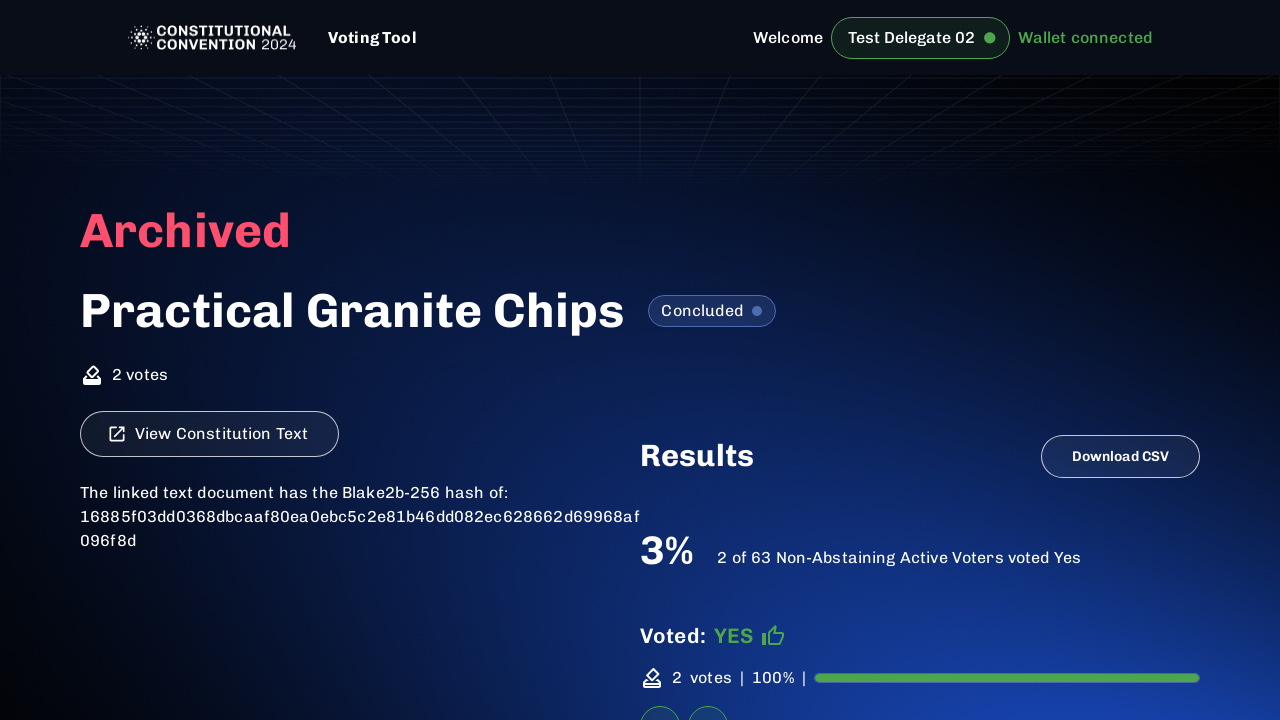 CONSTITUTIONAL
CONVENTION 2024
Voting Tool
Welcome
Test Delegate 02
Wallet connected
Archived
Practical Granite Chips
Concluded
2 votes
View Constitution Text
The linked text document has the Blake2b-256 hash of:
16885f03dd0368dbcaaf80ea0ebc5c2e81b46dd082ec628662d69968af
096f8d
Results
Download CSV
3%
2 of 63 Non-Abstaining Active Voters voted Yes
Voted: YES
2 votes | 100% |